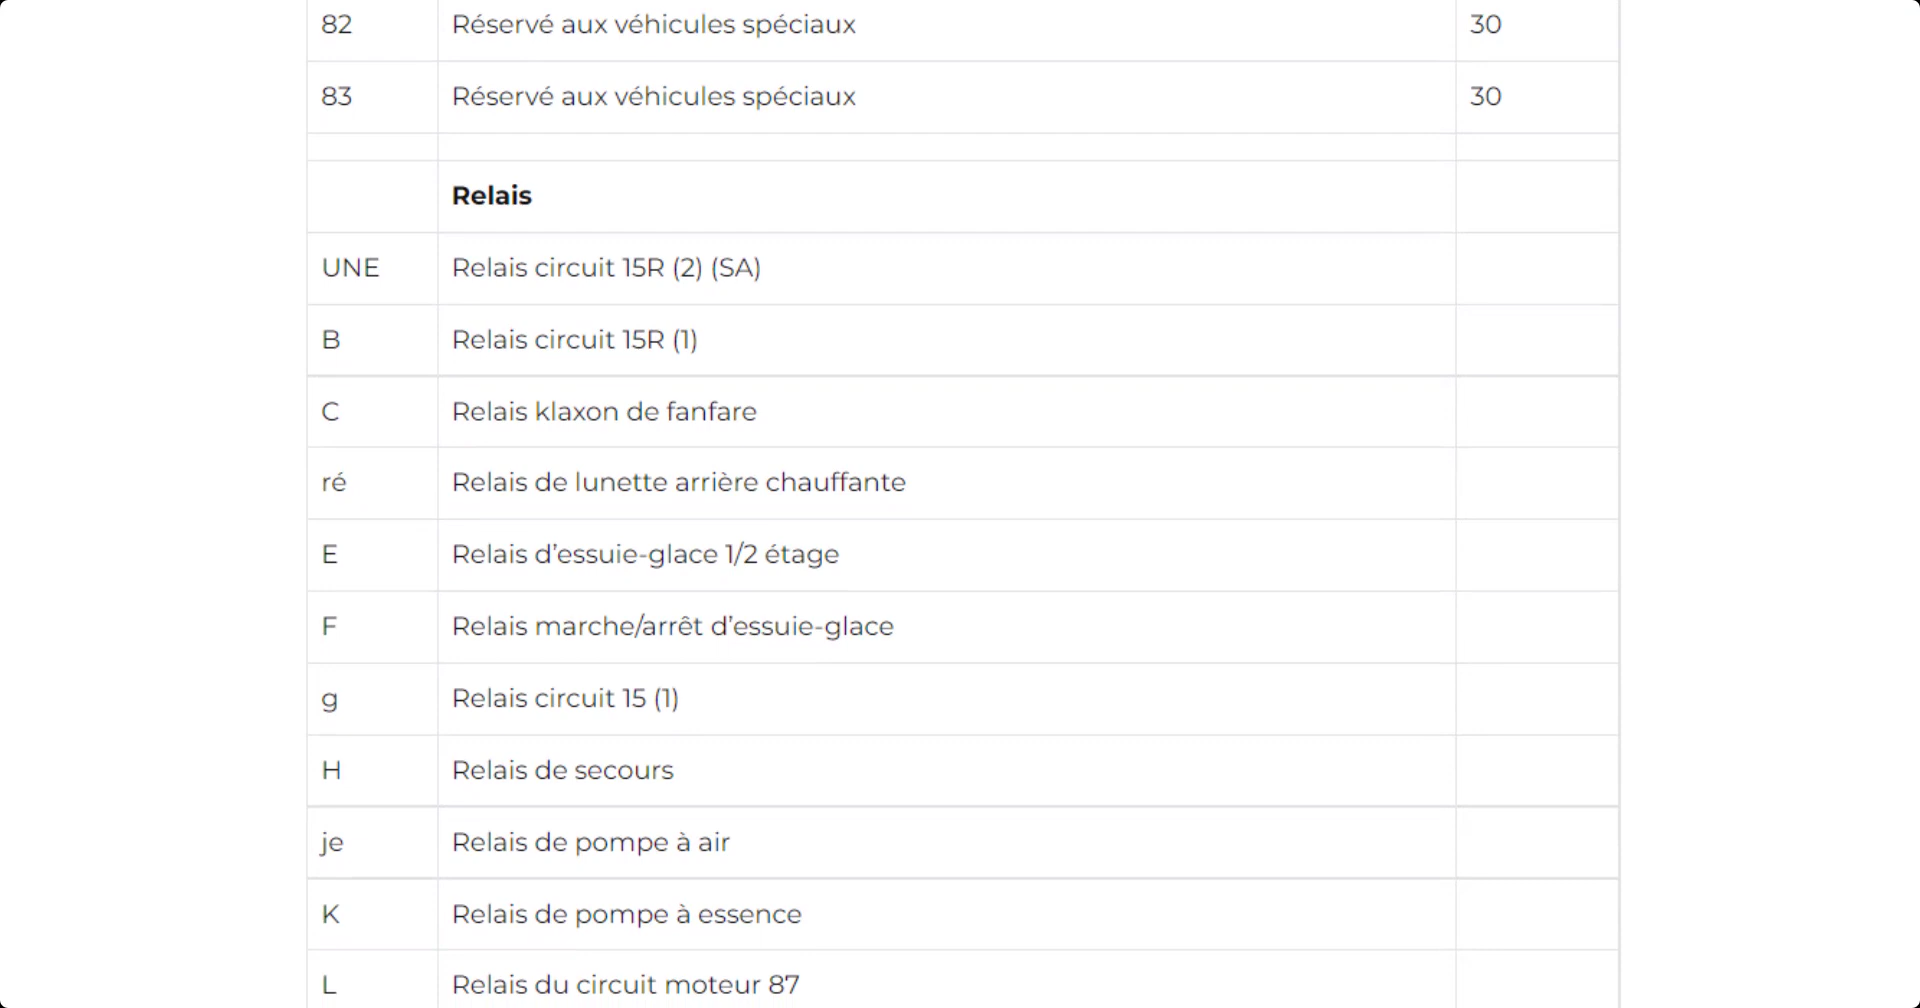 82 Réservé aux véhicules spéciaux 30
83 Réservé aux véhicules spéciaux 30
Relais
UNE Relais circuit 15R (2) (SA)
B Relais circuit 15R (1)
C Relais klaxon de fanfare
ré Relais de lunette arrière chauffante
E Relais d’essuie-glace 1/2 étage
F Relais marche/arrêt d’essuie-glace
g Relais circuit 15 (1)
H Relais de secours
je Relais de pompe à air
K Relais de pompe à essence
L Relais du circuit moteur 87